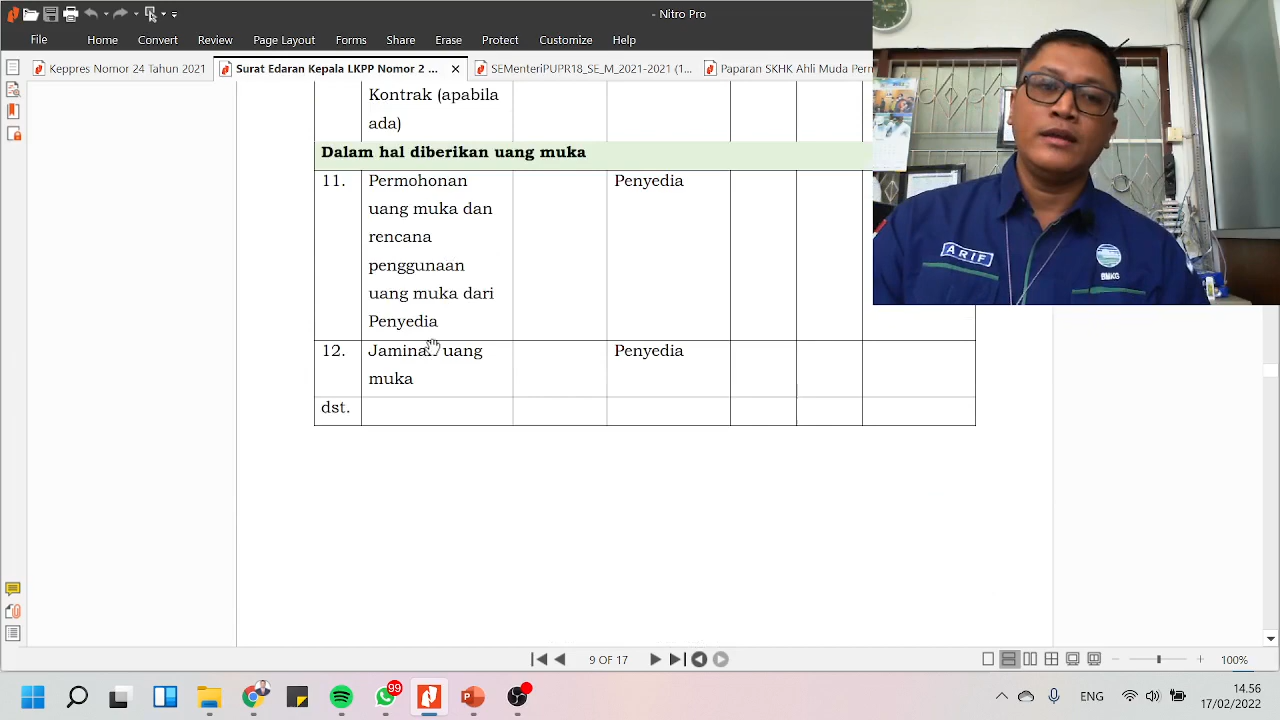 - Nitro Pro
File Home Convert Review Page Layout Forms Share Erase Protect Customize Help
Keppres Nomor 24 Tahun 2021 Surat Edaran Kepala LKPP Nomor 2 ... SEMenteriPUPR18_SE_M_2021-2021 (1... Paparan SKHK Ahli Muda Per
Kontrak (apabila
ada)
Dalam hal diberikan uang muka
11. Permohonan Penyedia
uang muka dan
rencana
penggunaan
uang muka dari
Penyedia
12. Jaminan uang Penyedia
muka
dst.
ARIF
BMKG
9 OF 17
100%
99
ENG
14.56
17/02/2022